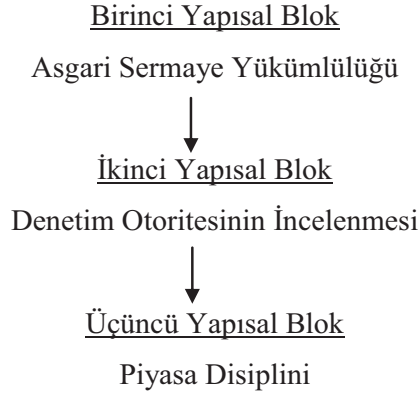 Birinci Yapısal Blok
Asgari Sermaye Yükümlülüğü
İkinci Yapısal Blok
Denetim Otoritesinin İncelenmesi
Üçüncü Yapısal Blok
Piyasa Disiplini